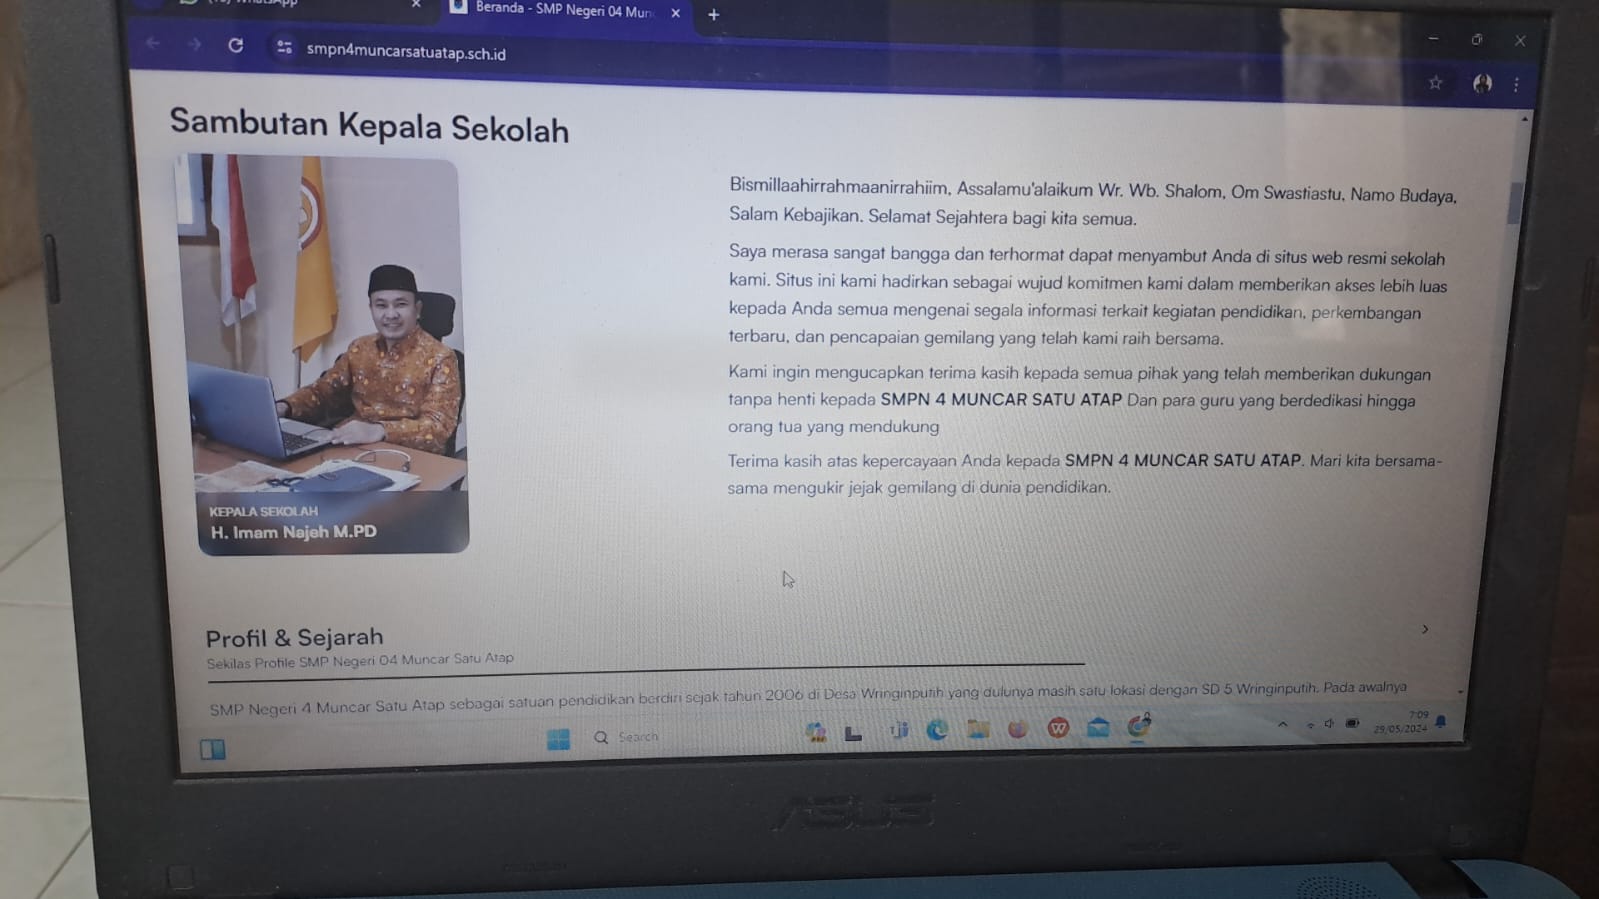 WhatsApp
Beranda - SMP Negeri 04 Mun
smpn4muncarsatuatap.sch.id
Sambutan Kepala Sekolah
Bismillaahirrahmaanirrahiim, Assalamu'alaikum Wr. Wb. Shalom, Om Swastiastu, Namo Budaya,
Salam Kebajikan. Selamat Sejahtera bagi kita semua.
Saya merasa sangat bangga dan terhormat dapat menyambut Anda di situs web resmi sekolah
kami. Situs ini kami hadirkan sebagai wujud komitmen kami dalam memberikan akses lebih luas
kepada Anda semua mengenai segala informasi terkait kegiatan pendidikan, perkembangan
terbaru, dan pencapaian gemilang yang telah kami raih bersama.
Kami ingin mengucapkan terima kasih kepada semua pihak yang telah memberikan dukungan
tanpa henti kepada SMPN 4 MUNCAR SATU ATAP Dan para guru yang berdedikasi hingga
orang tua yang mendukung
Terima kasih atas kepercayaan Anda kepada SMPN 4 MUNCAR SATU ATAP. Mari kita bersama-
sama mengukir jejak gemilang di dunia pendidikan.
KEPALA SEKOLAH
H. Imam Najeh M.PD
Profil & Sejarah
Sekilas Profile SMP Negeri 04 Muncar Satu Atap
SMP Negeri 4 Muncar Satu Atap sebagai satuan pendidikan berdiri sejak tahun 2006 di Desa Wringinputih yang dulunya masih satu lokasi dengan SD 5 Wringinputih. Pada awalnya
Search
7:09
29/05/2024
ASUS